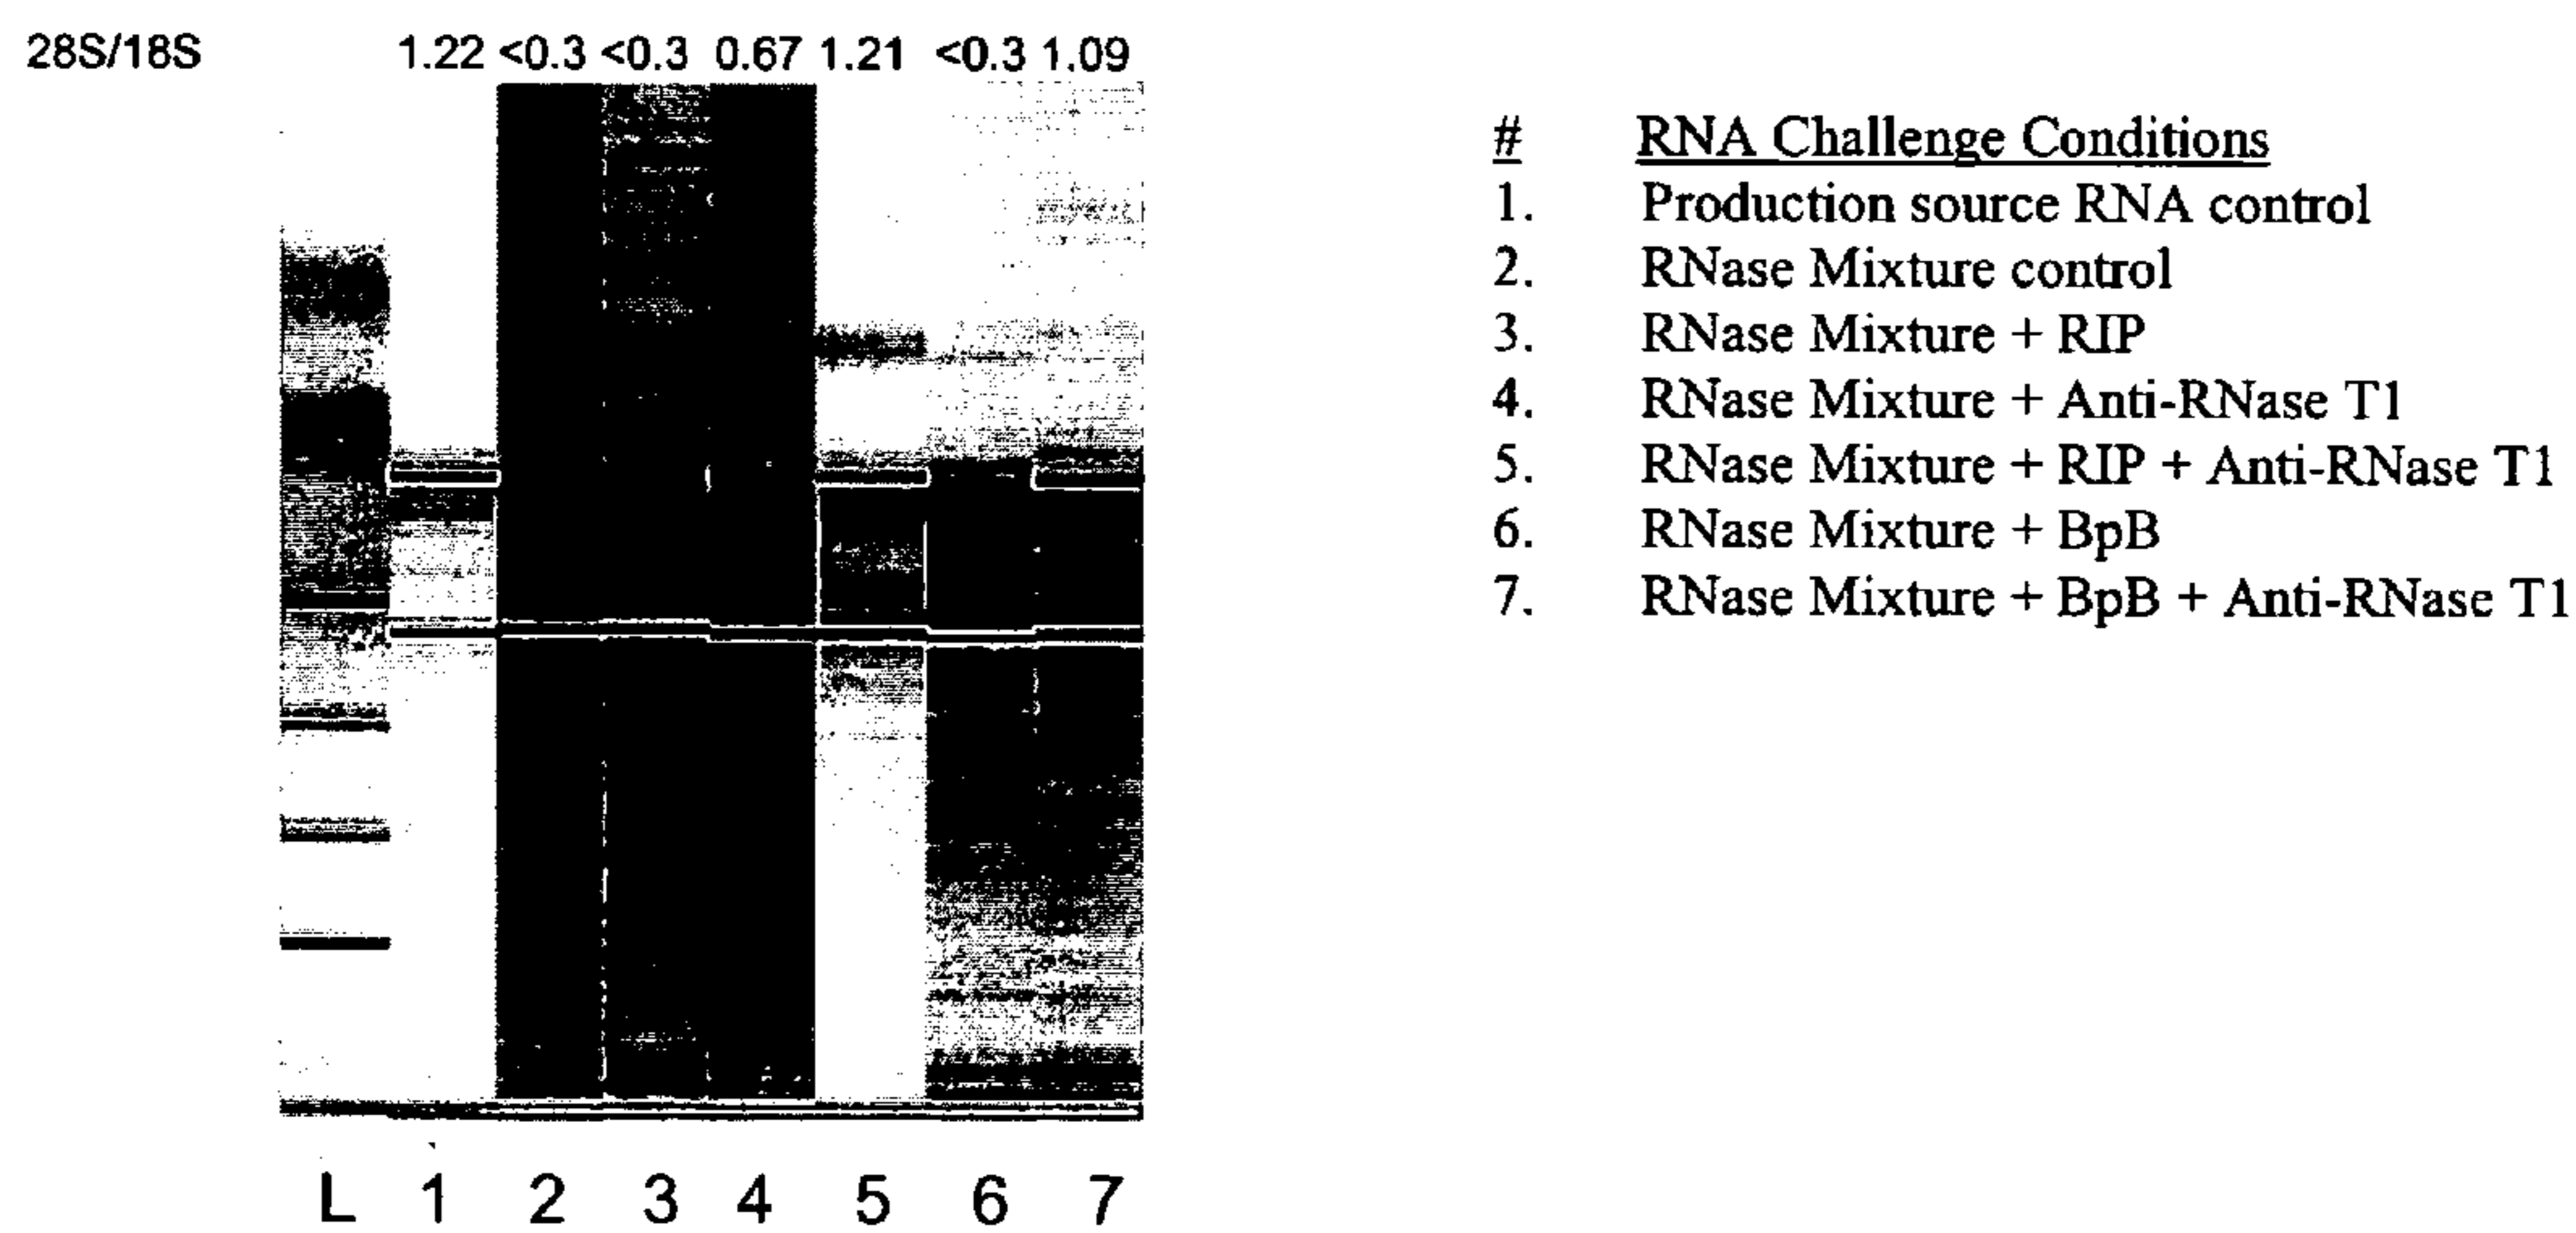 28S/18S 1.22 <0.3 <0.3 0.67 1.21 <0.3 1.09
# RNA Challenge Conditions
1. Production source RNA control
2. RNase Mixture control
3. RNase Mixture + RIP
4. RNase Mixture + Anti-RNase T1
5. RNase Mixture + RIP + Anti-RNase T1
6. RNase Mixture + BpB
7. RNase Mixture + BpB + Anti-RNase T1
L 1 2 3 4 5 6 7